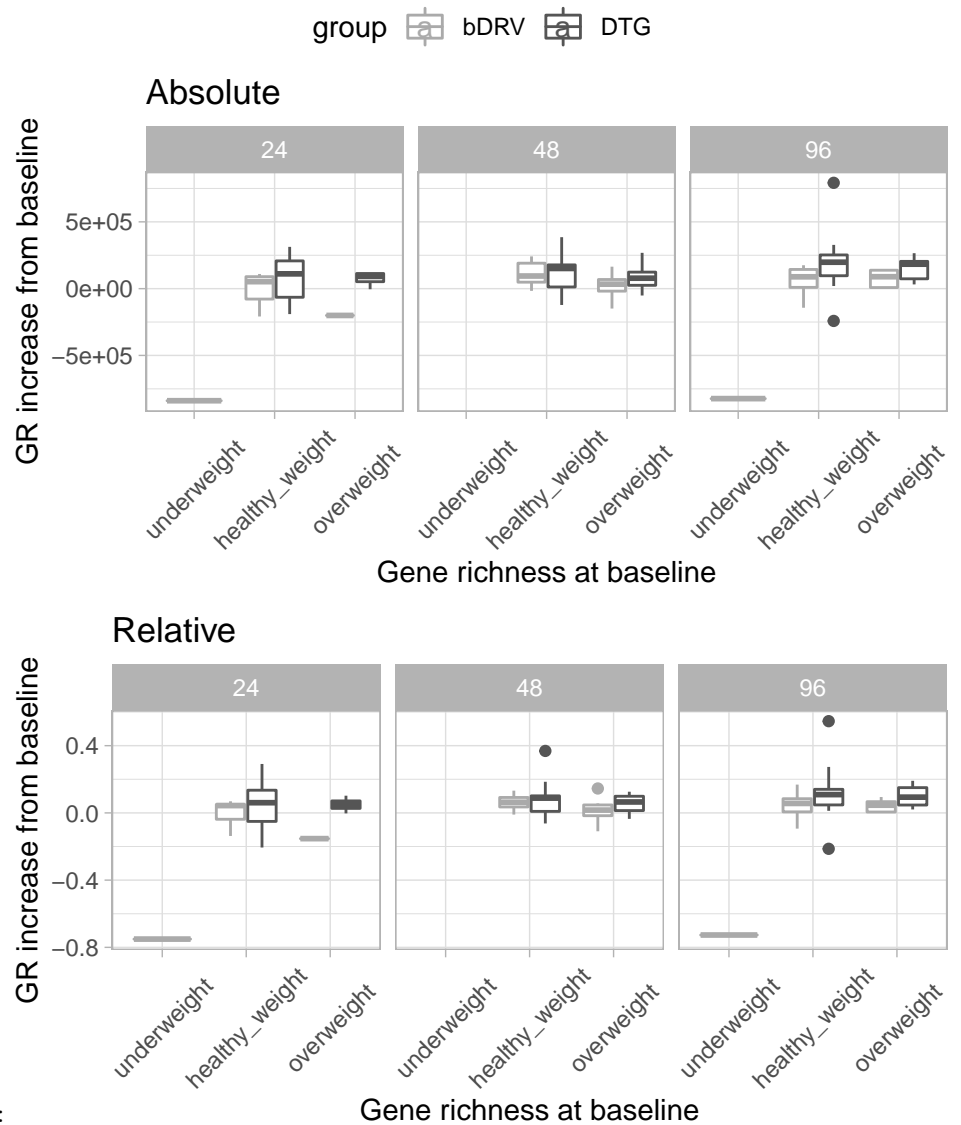 group a bDRV a DTG
Absolute
24 48 96
GR increase from baseline
5e+05
0e+00
−5e+05
underweight healthy_weight overweight underweight healthy_weight overweight underweight healthy_weight overweight
Gene richness at baseline
Relative
24 48 96
GR increase from baseline
0.4
0.0
−0.4
−0.8
underweight healthy_weight overweight underweight healthy_weight overweight underweight healthy_weight overweight
Gene richness at baseline
: